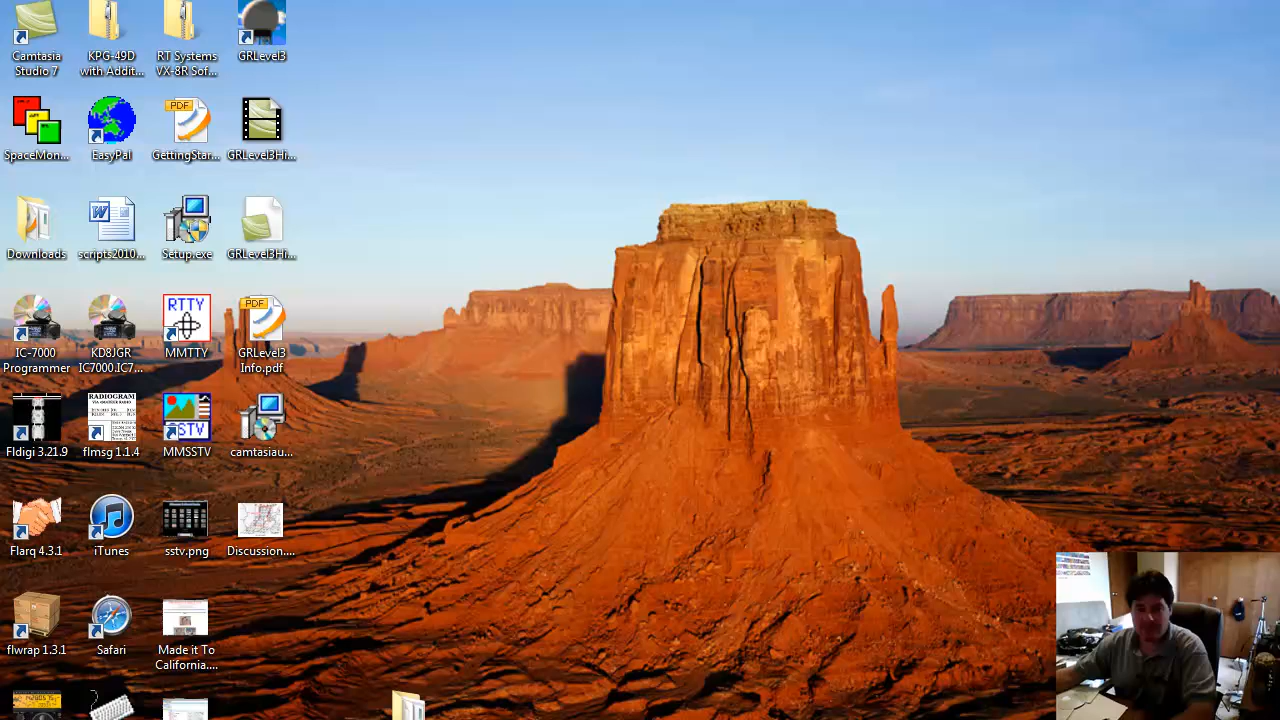 Camtasia
Studio 7
KPG-49D
with Addit...
RT Systems
VX-8R Sof...
GRLevel3
SpaceMon...
EasyPal
PDF
GettingStar...
GRLevel3Hi...
Downloads
scripts2010...
Setup.exe
GRLevel3Hi...
IC-7000
Programmer
KD8JGR
IC7000.IC7...
RTTY
MMTTY
PDF
GRLevel3
Info.pdf
Fldigi 3.21.9
RADIOGRAM
flmsg 1.1.4
SSTV
MMSSTV
camtasiau...
Flarq 4.3.1
iTunes
sstv.png
Discussion....
flwrap 1.3.1
Safari
Made it To
California....